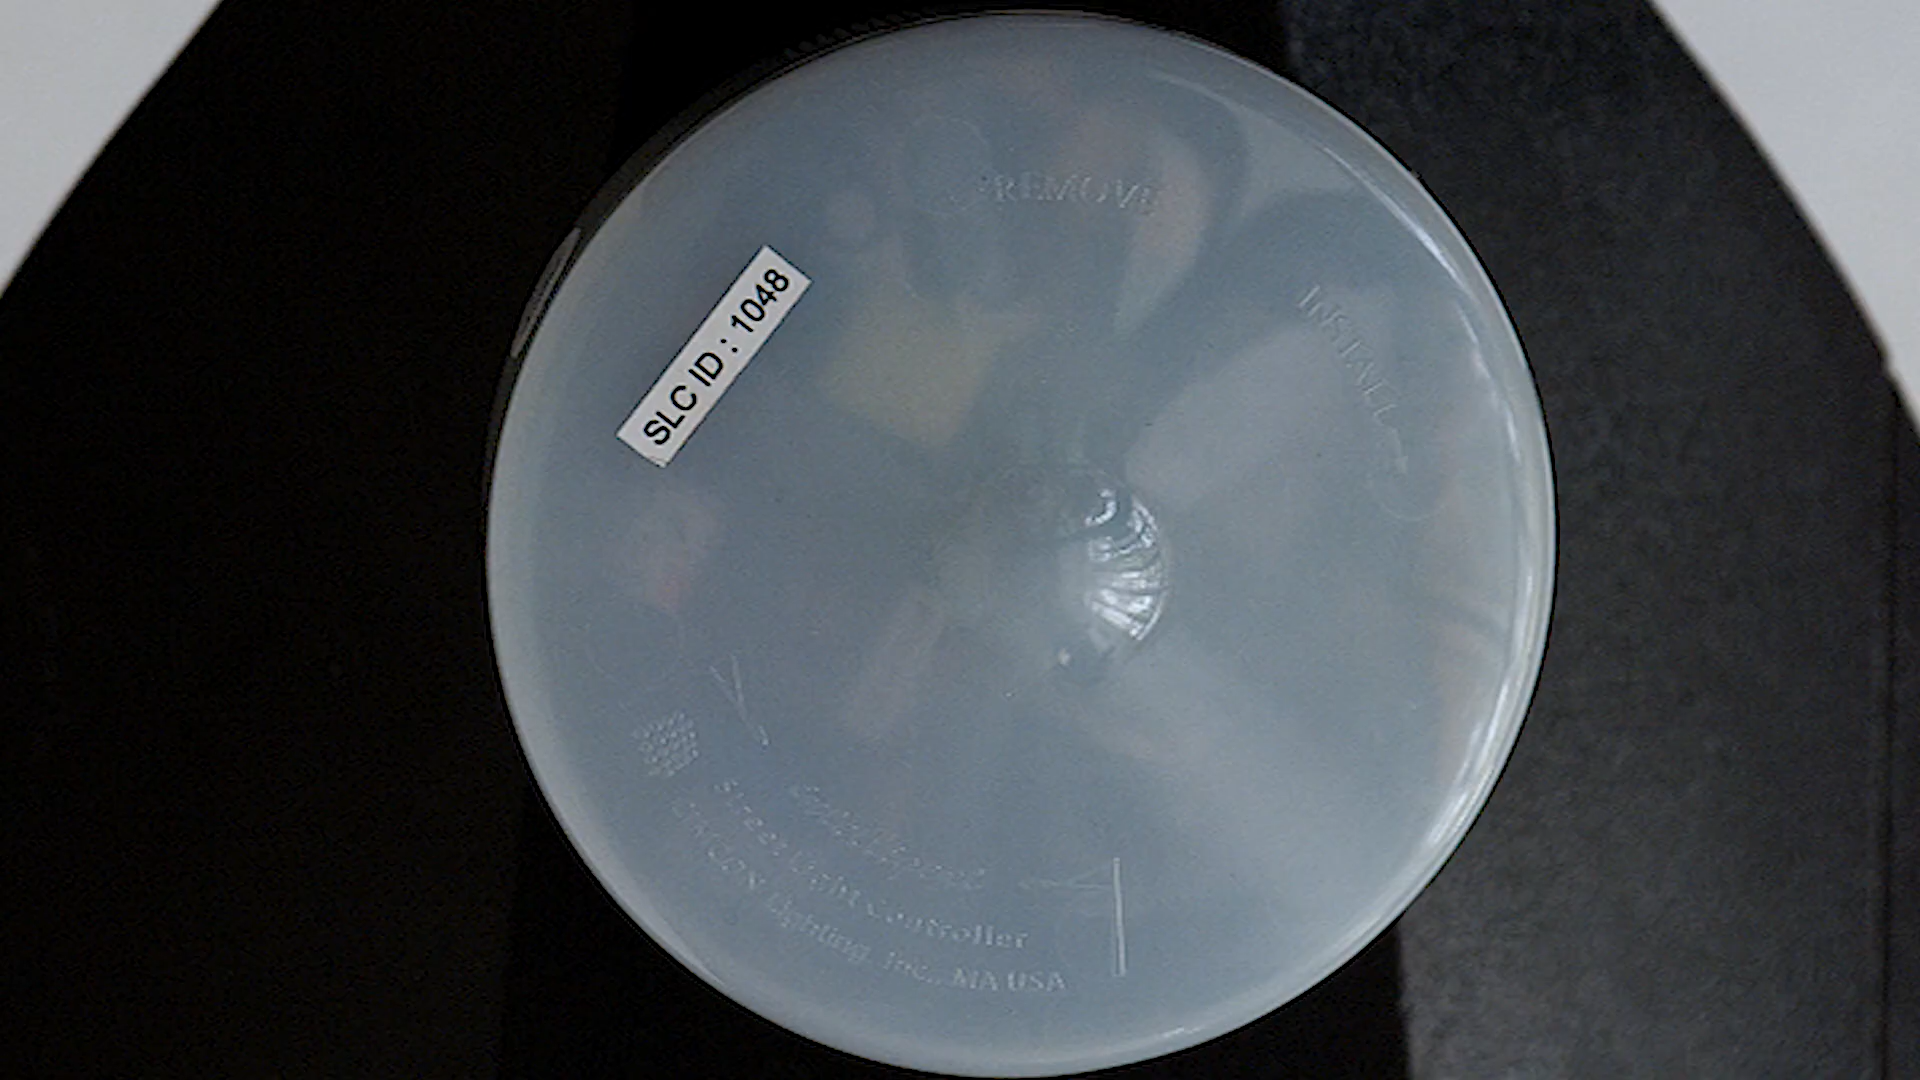 REMOVE
INSTALL
SLC ID : 1048
Street Light Controller
Lighting, Inc., MA USA